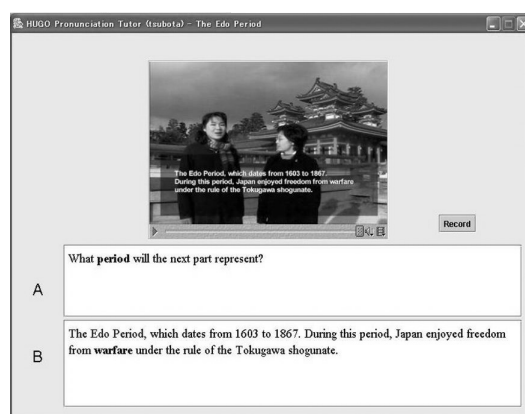 HUGO Pronunciation Tutor (tsubota) - The Edo Period
The Edo Period, which dates from 1603 to 1867.
During this period, Japan enjoyed freedom from warfare
under the rule of the Tokugawa shogunate.
Record
A
What period will the next part represent?
B
The Edo Period, which dates from 1603 to 1867. During this period, Japan enjoyed freedom
from warfare under the rule of the Tokugawa shogunate.